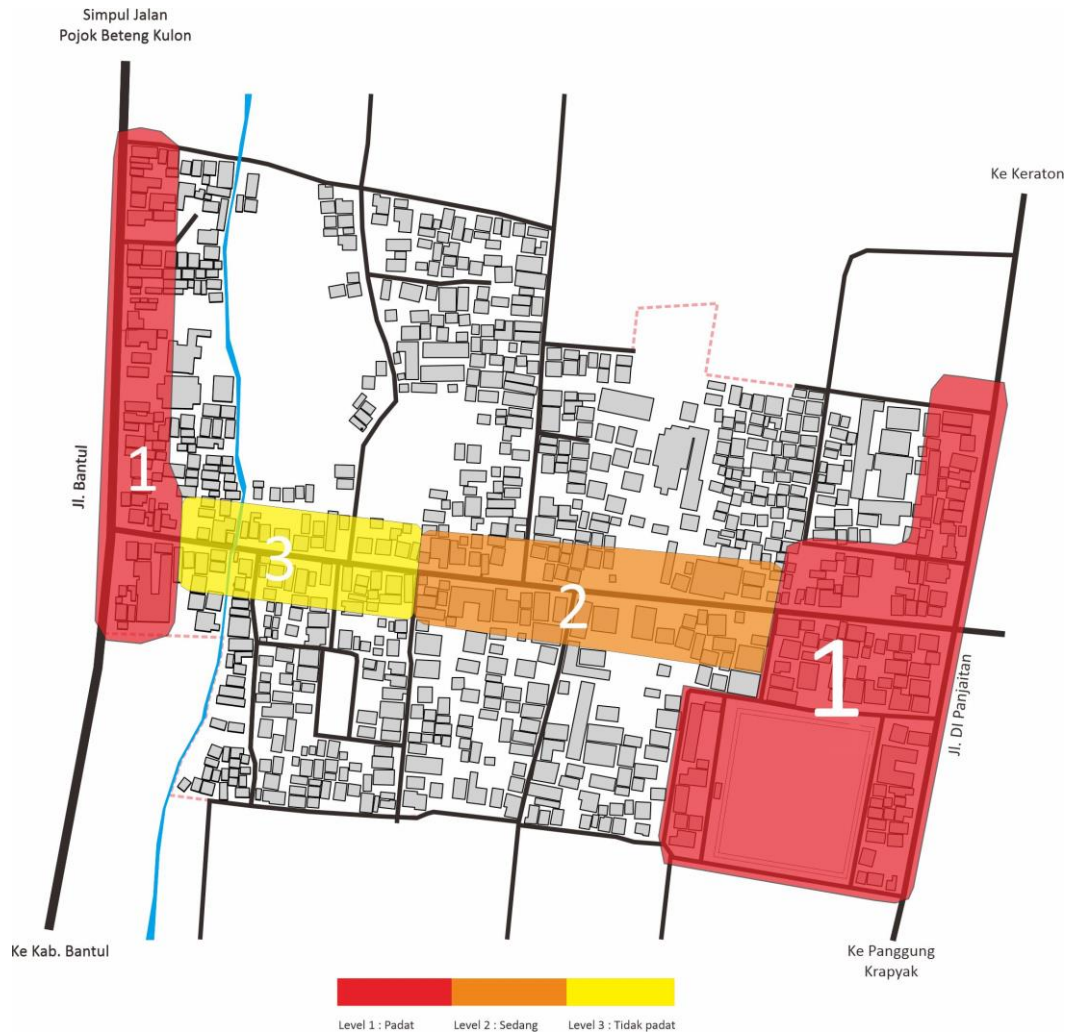 Simpul Jalan
Pojok Beteng Kulon
Ke Keraton
Jl. Bantul
1
3
2
1
Jl. DI Panjaitan
Ke Kab. Bantul
Ke Panggung
Krapyak
Level 1 : Padat
Level 2 : Sedang
Level 3 : Tidak padat